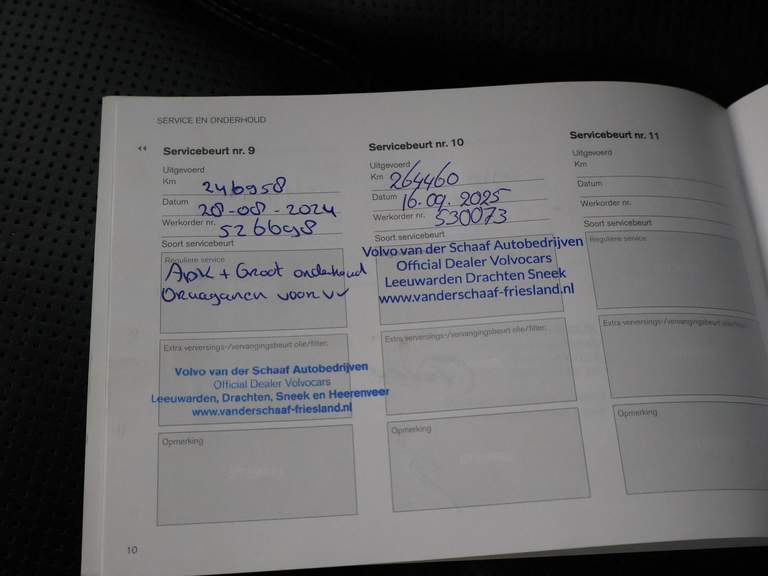 SERVICE EN ONDERHOUD
Servicebeurt nr. 9
Uitgevoerd
Km 246958
Datum 28-08-2024
Werkorder nr. 526698
Soort servicebeurt
Reguliere service
Apk + Groot onderhoud
voor
Extra verversings-/vervangingsbeurt olie/filter:
Volvo van der Schaaf Autobedrijven
Official Dealer Volvocars
Leeuwarden, Drachten, Sneek en Heerenveer
www.vanderschaaf-friesland.nl
Opmerking
Servicebeurt nr. 10
Uitgevoerd
Km 264460
Datum 16.09.2025
Werkorder nr. 530073
Soort servicebeurt
Volvo van der Schaaf Autobedrijven
Official Dealer Volvocars
Leeuwarden Drachten Sneek
www.vanderschaaf-friesland.nl
Extra verversings-/vervangingsbeurt olie/filter:
Opmerking
Servicebeurt nr. 11
Uitgevoerd
Km
Datum
Werkorder nr.
Soort servicebeurt
Reguliere service
Extra verversings-/vervangingsbeurt
Opmerking
10